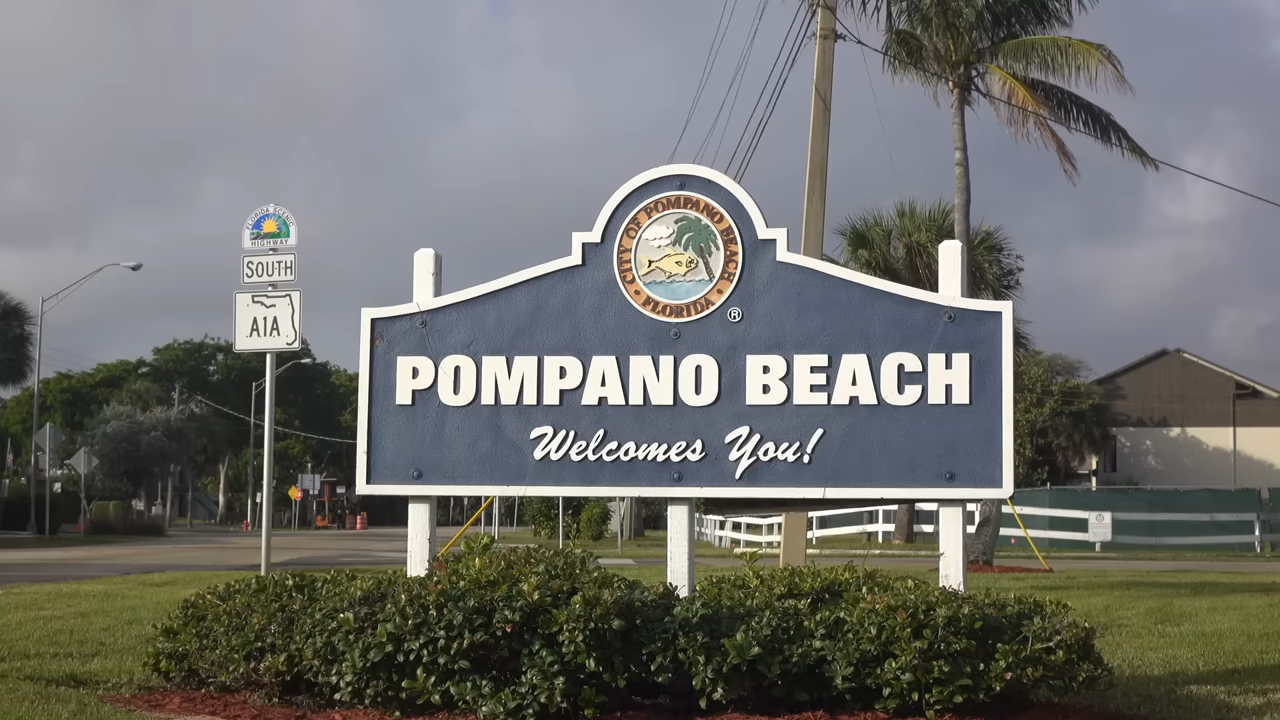 FLORIDA SCENIC
HIGHWAY
SOUTH
A1A
CITY OF POMPANO BEACH
FLORIDA
®
POMPANO BEACH
Welcomes You!